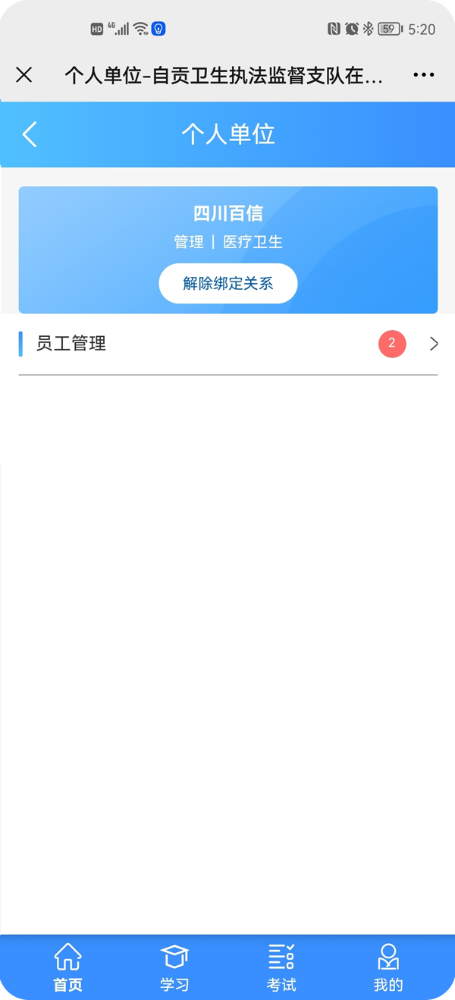 HD 4G 59 5:20
个人单位-自贡卫生执法监督支队在...
个人单位
四川百信
管理 | 医疗卫生
解除绑定关系
员工管理 2
首页 学习 考试 我的